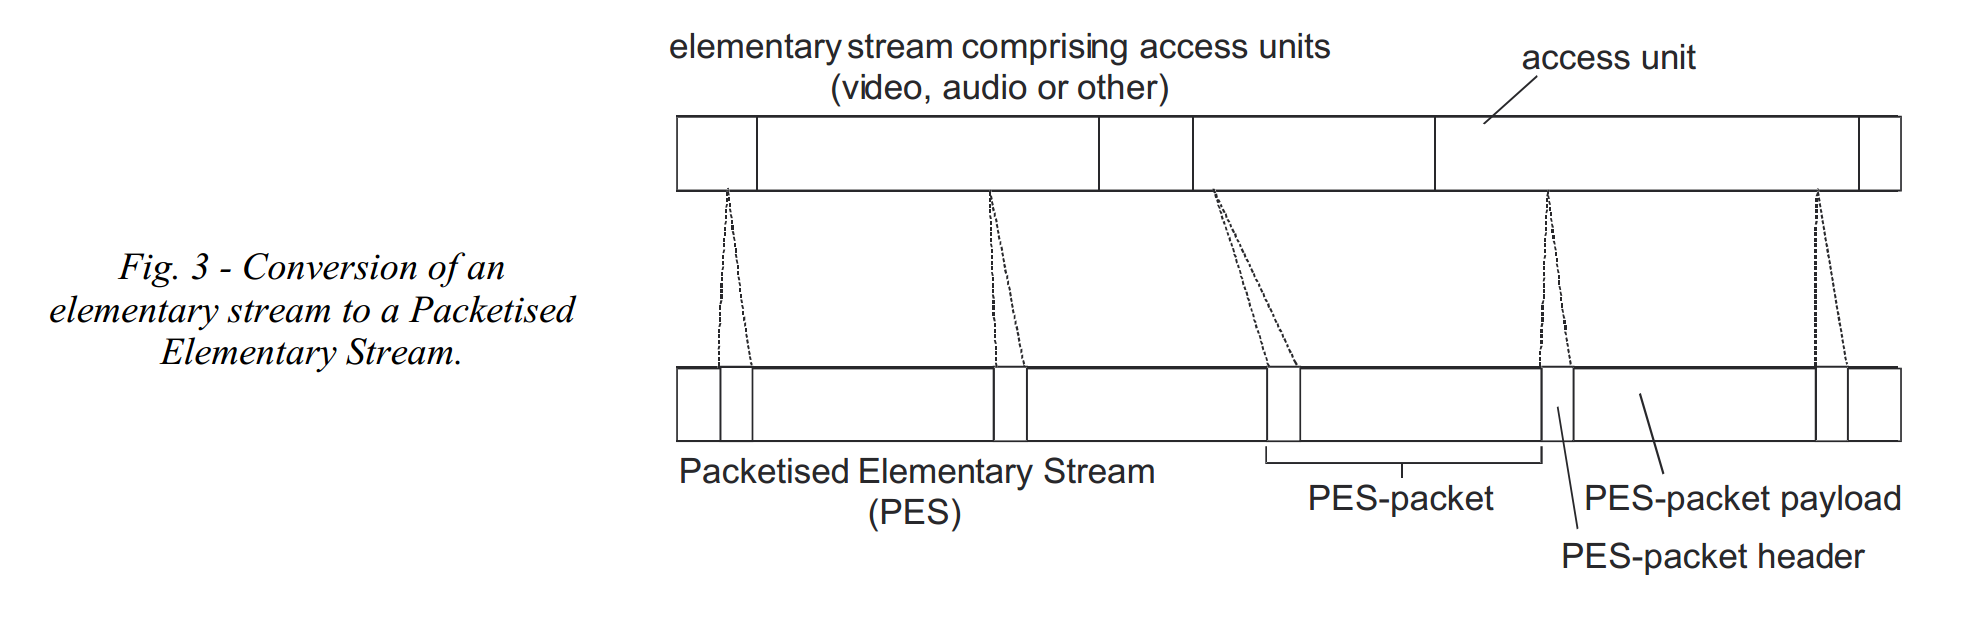 elementary stream comprising access units
(video, audio or other)
access unit
Fig. 3 - Conversion of an
elementary stream to a Packetised
Elementary Stream.
Packetised Elementary Stream
(PES)
PES-packet
PES-packet payload
PES-packet header